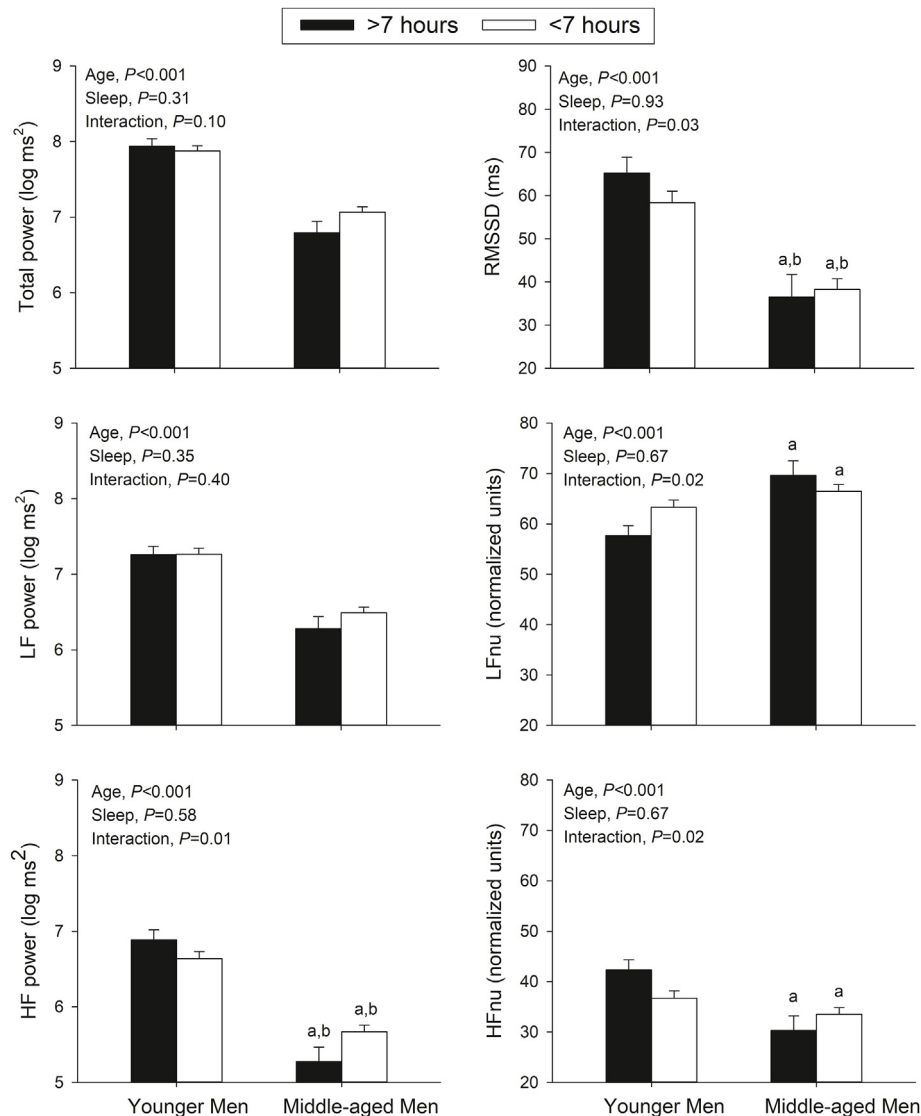 >7 hours <7 hours
Total power (log ms²)
9
8
7
6
5
Age, P<0.001
Sleep, P=0.31
Interaction, P=0.10
RMSSD (ms)
90
80
70
60
50
40
30
20
Age, P<0.001
Sleep, P=0.93
Interaction, P=0.03
a,b a,b
LF power (log ms²)
9
8
7
6
5
Age, P<0.001
Sleep, P=0.35
Interaction, P=0.40
LFnu (normalized units)
80
70
60
50
40
30
20
Age, P<0.001
Sleep, P=0.67
Interaction, P=0.02
a
a
HF power (log ms²)
9
8
7
6
5
Age, P<0.001
Sleep, P=0.58
Interaction, P=0.01
a,b
a,b
Younger Men Middle-aged Men
HFnu (normalized units)
80
70
60
50
40
30
20
Age, P<0.001
Sleep, P=0.67
Interaction, P=0.02
a a
Younger Men Middle-aged Men